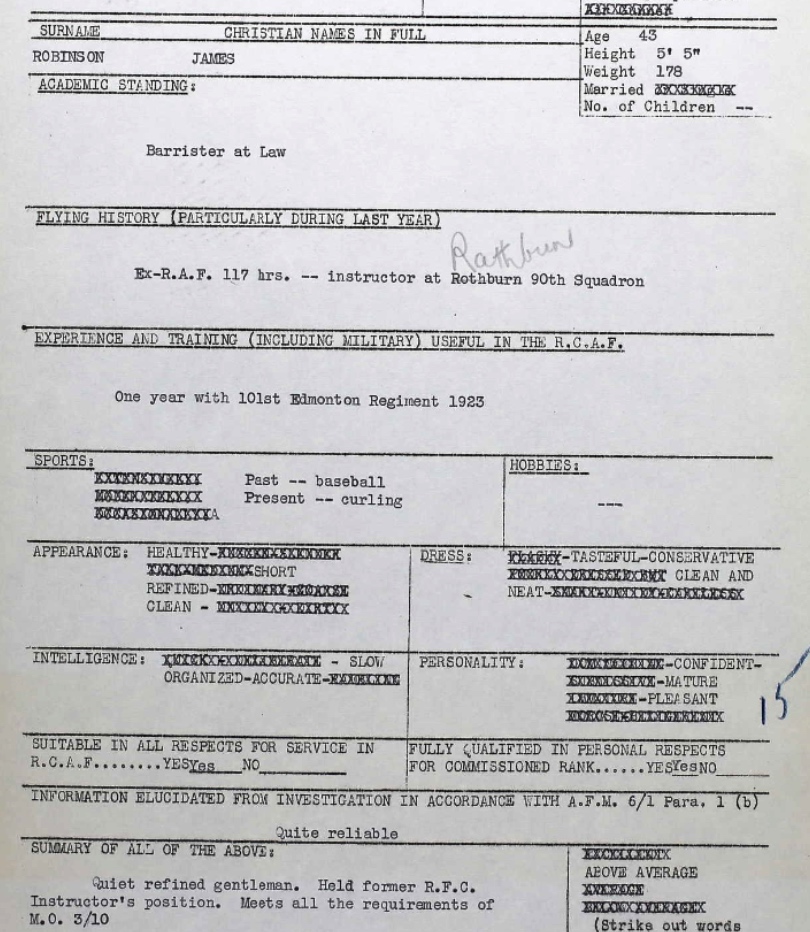 SURNAME CHRISTIAN NAMES IN FULL
ROBINSON JAMES
Age 43
Height 5' 5"
Weight 178
Married
No. of Children --
ACADEMIC STANDING:
Barrister at Law
FLYING HISTORY (PARTICULARLY DURING LAST YEAR)
Rathbun
Ex-R.A.F. 117 hrs. -- instructor at Rothburn 90th Squadron
EXPERIENCE AND TRAINING (INCLUDING MILITARY) USEFUL IN THE R.C.A.F.
One year with 101st Edmonton Regiment 1923
SPORTS:
Past -- baseball
Present -- curling
HOBBIES:
---
APPEARANCE: HEALTHY-
SHORT
REFINED-
CLEAN -
DRESS: -TASTEFUL-CONSERVATIVE
CLEAN AND
NEAT-
INTELLIGENCE: - SLOW
ORGANIZED-ACCURATE-
PERSONALITY: -CONFIDENT-
-MATURE
-PLEASANT
15
SUITABLE IN ALL RESPECTS FOR SERVICE IN
R.C.A.F........YESYes NO
FULLY QUALIFIED IN PERSONAL RESPECTS
FOR COMMISSIONED RANK......YESYesNO
INFORMATION ELUCIDATED FROM INVESTIGATION IN ACCORDANCE WITH A.F.M. 6/1 Para. 1 (b)
Quite reliable
SUMMARY OF ALL OF THE ABOVE:
Quiet refined gentleman. Held former R.F.C.
Instructor's position. Meets all the requirements of
M.O. 3/10
ABOVE AVERAGE
(Strike out words